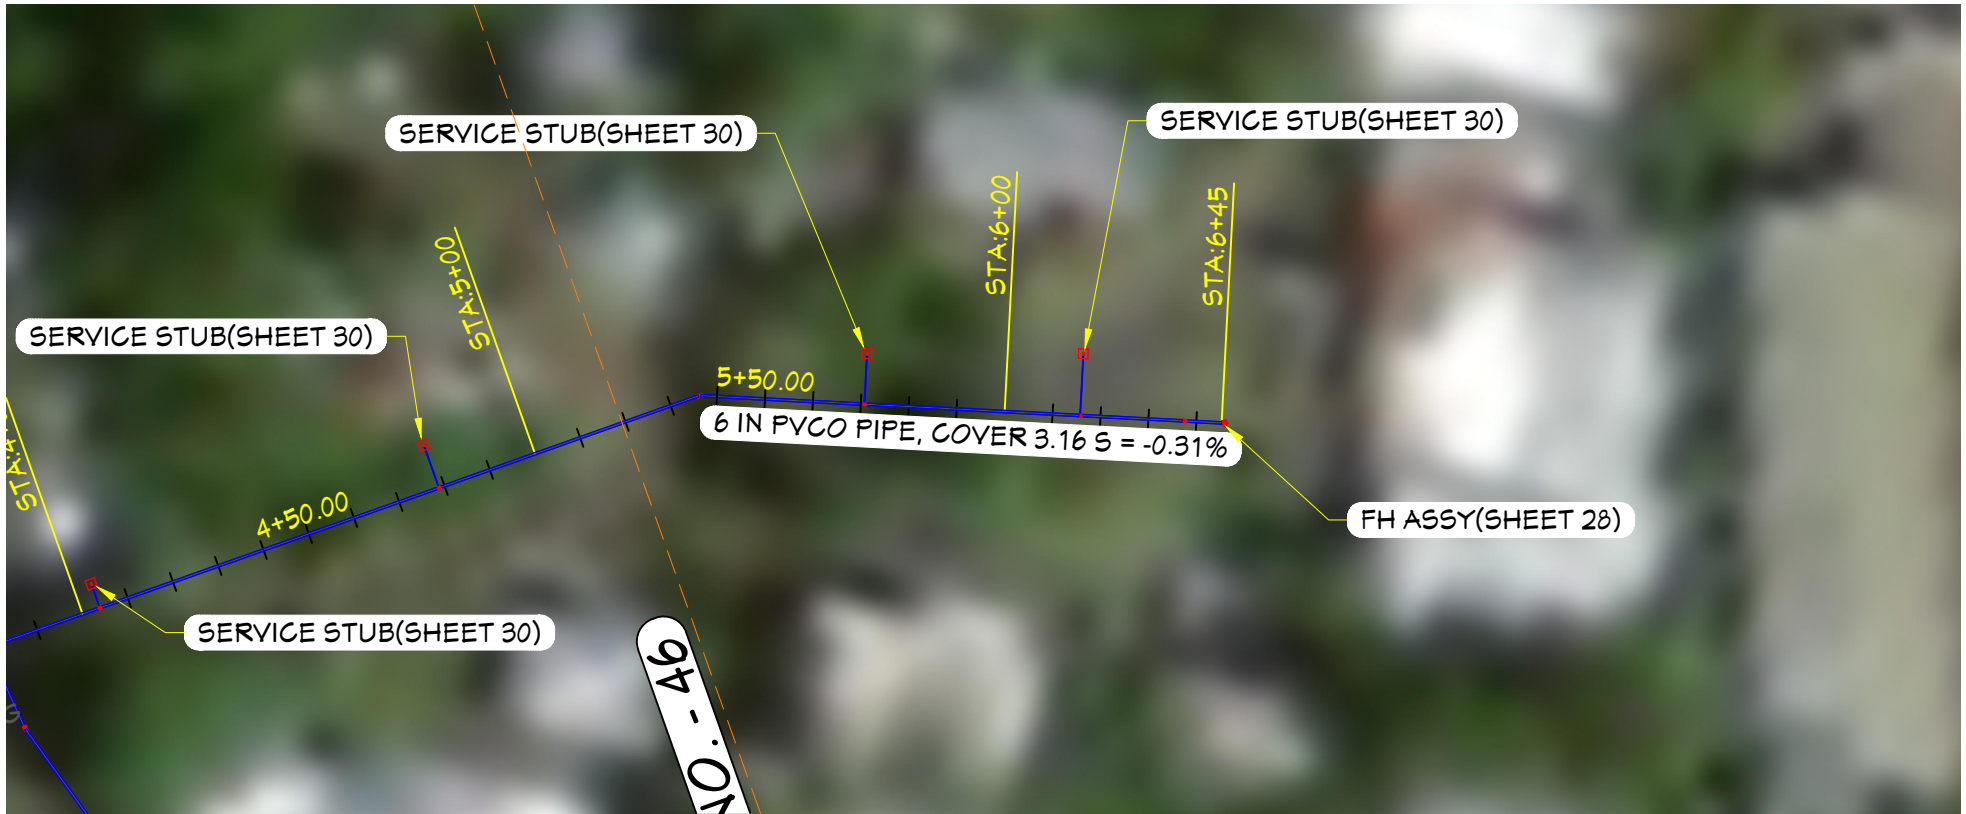 SERVICE STUB(SHEET 30)
SERVICE STUB(SHEET 30)
STA:6+00
STA:6+45
STA:5+00
SERVICE STUB(SHEET 30)
5+50.00
6 IN PVCO PIPE, COVER 3.16 S = -0.31%
STA:4+
4+50.00
FH ASSY(SHEET 28)
SERVICE STUB(SHEET 30)
NO. - 46